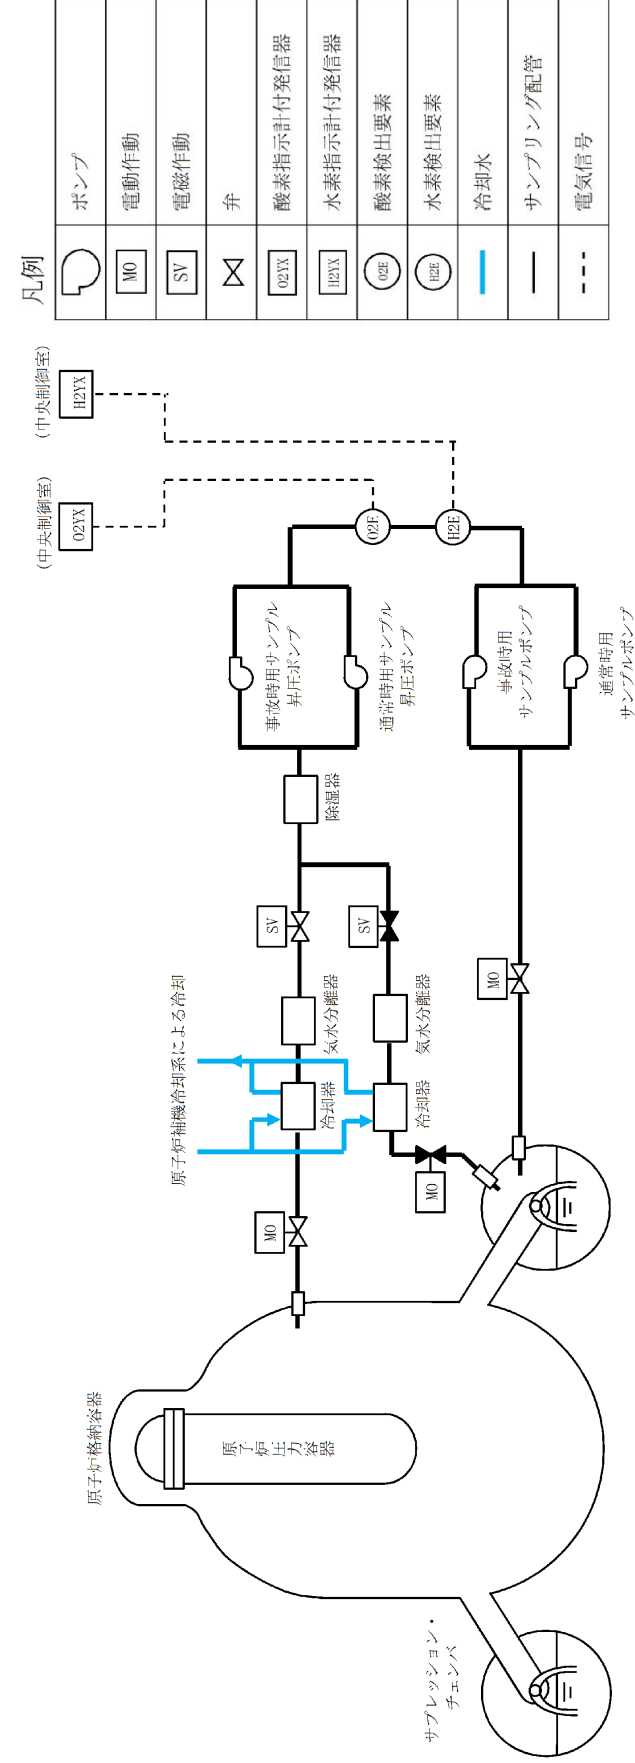 原子炉格納容器
原子炉圧力容器
サプレッション・
チェンバ
原子炉補機冷却系による冷却
MO
冷却器
気水分離器
SV
MO
冷却器
気水分離器
SV
除湿器
事故時用サンプル
昇圧ポンプ
通常時用サンプル
昇圧ポンプ
MO
事故時用
サンプルポンプ
通常時用
サンプルポンプ
O2E
H2E
(中央制御室)
O2YX
(中央制御室)
H2YX
凡例
ポンプ
MO 電動作動
SV 電磁作動
弁
O2YX 酸素指示計付発信器
H2YX 水素指示計付発信器
O2E 酸素検出要素
H2E 水素検出要素
冷却水
サンプリング配管
電気信号